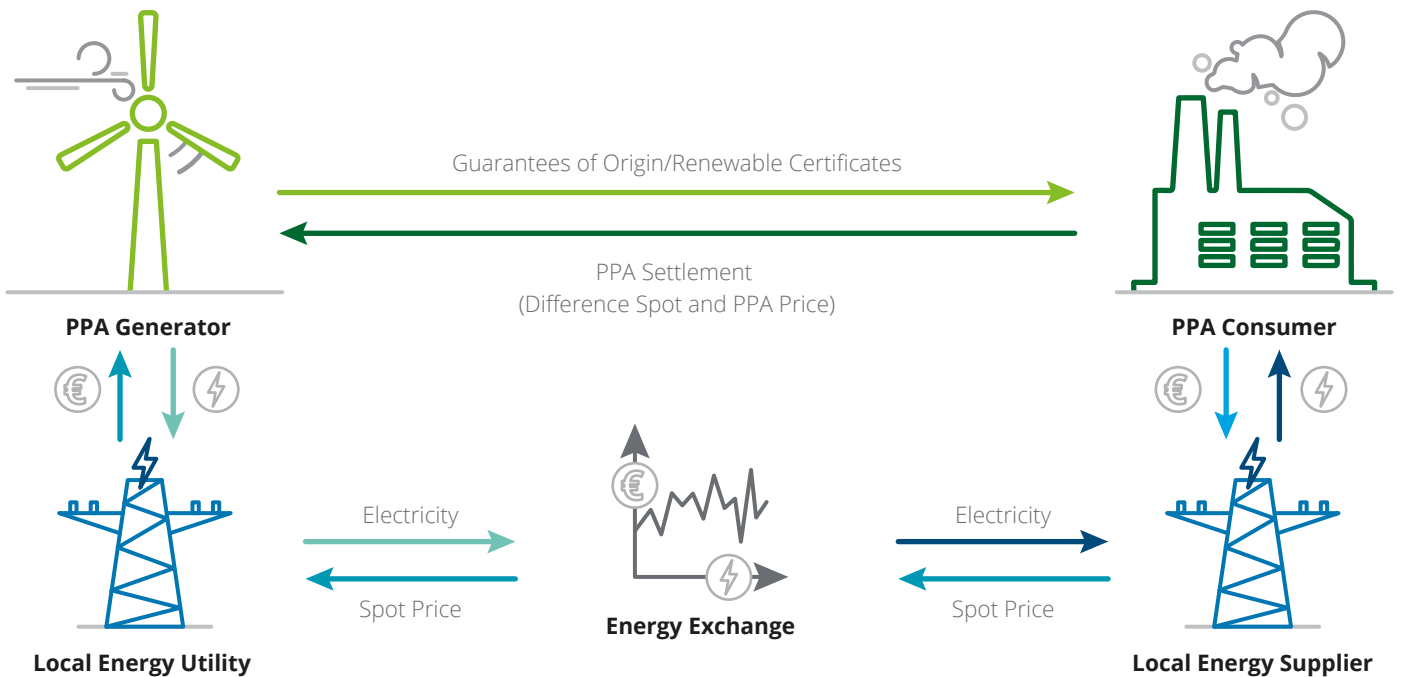 Guarantees of Origin/Renewable Certificates
PPA Settlement
(Difference Spot and PPA Price)
PPA Generator
PPA Consumer
€
€
€
Electricity
Electricity
Spot Price
Spot Price
Energy Exchange
Local Energy Utility
Local Energy Supplier